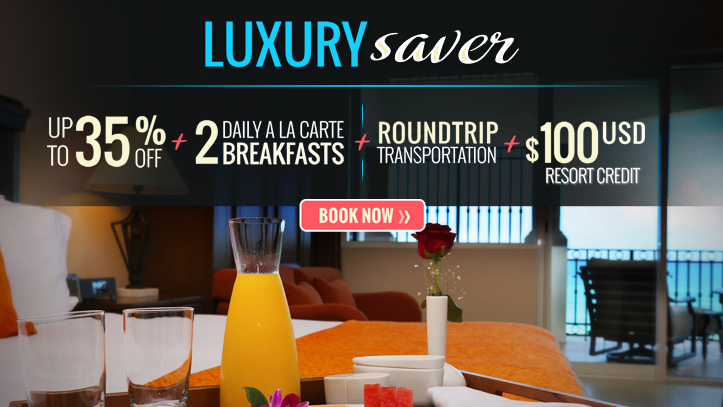 LUXURY saver
UP TO 35% OFF + 2 DAILY A LA CARTE BREAKFASTS + ROUNDTRIP TRANSPORTATION + $100 USD RESORT CREDIT
BOOK NOW »